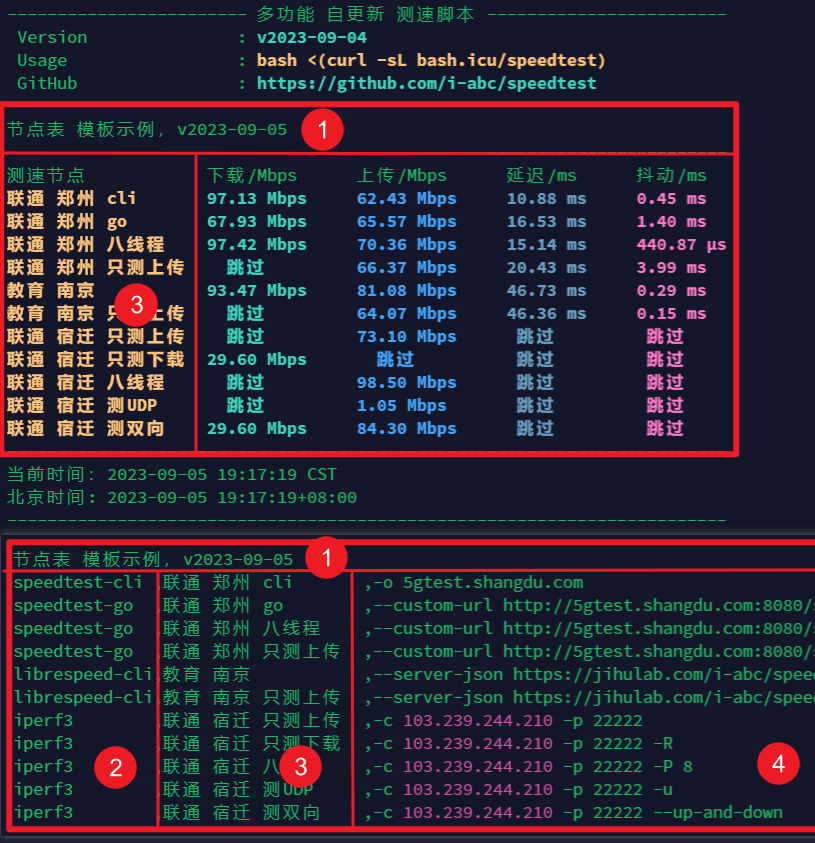 ------------------------ 多功能 自更新 测速脚本 ------------------------
Version : v2023-09-04
Usage : bash <(curl -sL bash.icu/speedtest)
GitHub : https://github.com/i-abc/speedtest
节点表 模板示例, v2023-09-05 1
测速节点 下载/Mbps 上传/Mbps 延迟/ms 抖动/ms
联通 郑州 cli 97.13 Mbps 62.43 Mbps 10.88 ms 0.45 ms
联通 郑州 go 67.93 Mbps 65.57 Mbps 16.53 ms 1.40 ms
联通 郑州 八线程 97.42 Mbps 70.36 Mbps 15.14 ms 440.87 µs
联通 郑州 只测上传 跳过 66.37 Mbps 20.43 ms 3.99 ms
教育 南京 93.47 Mbps 81.08 Mbps 46.73 ms 0.29 ms
3
教育 南京 只测上传 跳过 64.07 Mbps 46.36 ms 0.15 ms
联通 宿迁 只测上传 跳过 73.10 Mbps 跳过 跳过
联通 宿迁 只测下载 29.60 Mbps 跳过 跳过 跳过
联通 宿迁 八线程 跳过 98.50 Mbps 跳过 跳过
联通 宿迁 测UDP 跳过 1.05 Mbps 跳过 跳过
联通 宿迁 测双向 29.60 Mbps 84.30 Mbps 跳过 跳过
当前时间: 2023-09-05 19:17:19 CST
北京时间: 2023-09-05 19:17:19+08:00
------------------------------------------------------------------------
节点表 模板示例, v2023-09-05 1
speedtest-cli ,联通 郑州 cli ,-o 5gtest.shangdu.com
speedtest-go ,联通 郑州 go ,--custom-url http://5gtest.shangdu.com:8080/s
speedtest-go ,联通 郑州 八线程 ,--custom-url http://5gtest.shangdu.com:8080/s
speedtest-go ,联通 郑州 只测上传 ,--custom-url http://5gtest.shangdu.com:8080/s
librespeed-cli,教育 南京 ,--server-json https://jihulab.com/i-abc/speed
librespeed-cli,教育 南京 只测上传 ,--server-json https://jihulab.com/i-abc/speed
iperf3 ,联通 宿迁 只测上传 ,-c 103.239.244.210 -p 22222
iperf3 ,联通 宿迁 只测下载 ,-c 103.239.244.210 -p 22222 -R
iperf3 2 ,联通 宿迁 八 3 ,-c 103.239.244.210 -p 22222 -P 8 4
iperf3 ,联通 宿迁 测UDP ,-c 103.239.244.210 -p 22222 -u
iperf3 ,联通 宿迁 测双向 ,-c 103.239.244.210 -p 22222 --up-and-down